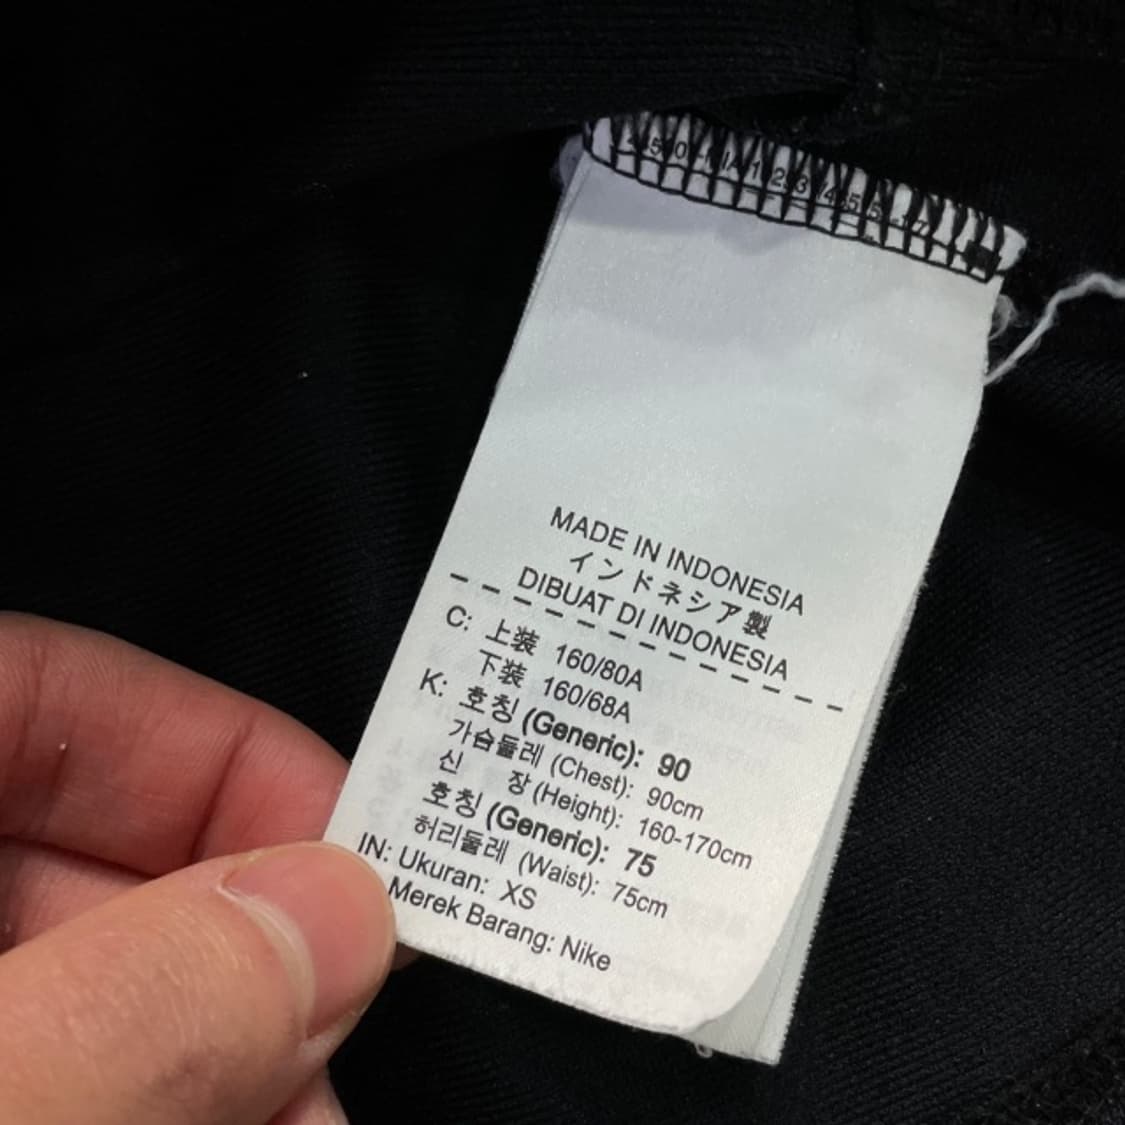 MADE IN INDONESIA
インドネシア製
DIBUAT DI INDONESIA
C: 上装 160/80A
下装 160/68A
K: 호칭 (Generic): 90
가슴둘레 (Chest): 90cm
신 장 (Height): 160-170cm
호칭 (Generic): 75
허리둘레 (Waist): 75cm
IN: Ukuran: XS
Merek Barang: Nike